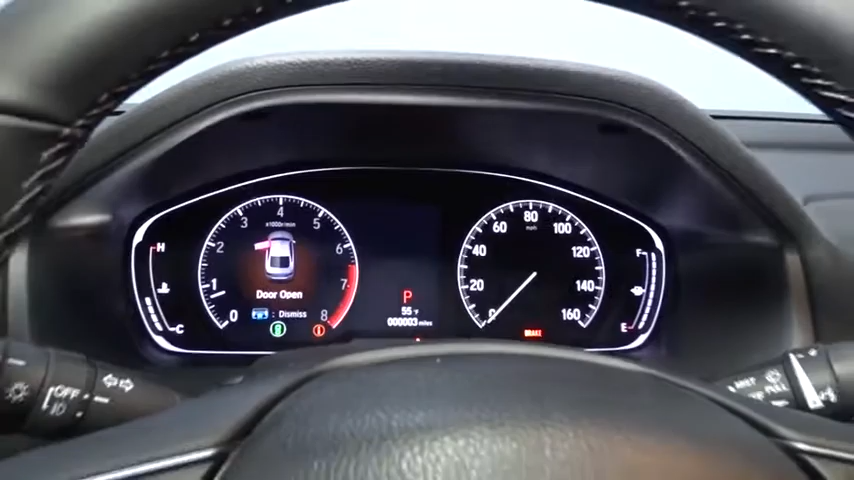 4
x1000r/min
3
5
2
6
1
7
0
8
Door Open
: Dismiss
H
C
P
55 °F
000003 miles
80
mph
60
100
40
120
20
140
0
160
BRAKE
F
E
OFF
MIST